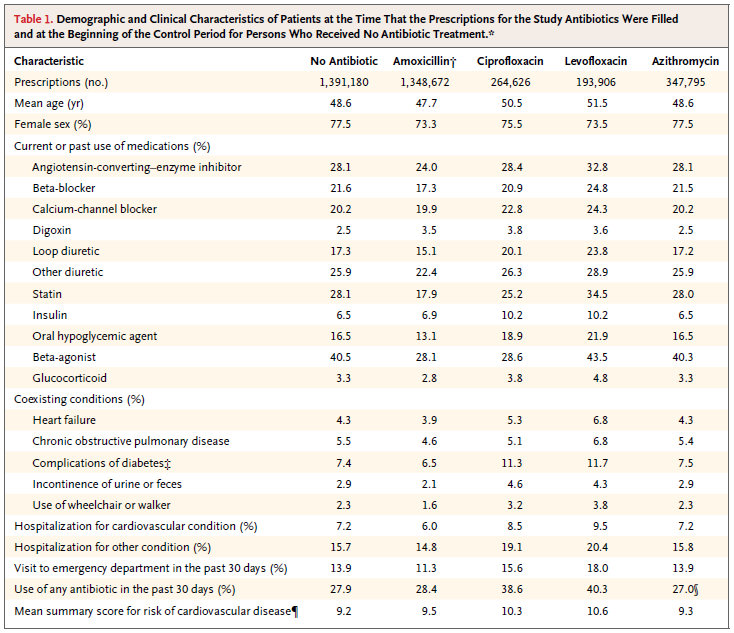 Table 1. Demographic and Clinical Characteristics of Patients at the Time That the Prescriptions for the Study Antibiotics Were Filled
and at the Beginning of the Control Period for Persons Who Received No Antibiotic Treatment.*
Characteristic No Antibiotic Amoxicillin† Ciprofloxacin Levofloxacin Azithromycin
Prescriptions (no.) 1,391,180 1,348,672 264,626 193,906 347,795
Mean age (yr) 48.6 47.7 50.5 51.5 48.6
Female sex (%) 77.5 73.3 75.5 73.5 77.5
Current or past use of medications (%)
Angiotensin-converting–enzyme inhibitor 28.1 24.0 28.4 32.8 28.1
Beta-blocker 21.6 17.3 20.9 24.8 21.5
Calcium-channel blocker 20.2 19.9 22.8 24.3 20.2
Digoxin 2.5 3.5 3.8 3.6 2.5
Loop diuretic 17.3 15.1 20.1 23.8 17.2
Other diuretic 25.9 22.4 26.3 28.9 25.9
Statin 28.1 17.9 25.2 34.5 28.0
Insulin 6.5 6.9 10.2 10.2 6.5
Oral hypoglycemic agent 16.5 13.1 18.9 21.9 16.5
Beta-agonist 40.5 28.1 28.6 43.5 40.3
Glucocorticoid 3.3 2.8 3.8 4.8 3.3
Coexisting conditions (%)
Heart failure 4.3 3.9 5.3 6.8 4.3
Chronic obstructive pulmonary disease 5.5 4.6 5.1 6.8 5.4
Complications of diabetes‡ 7.4 6.5 11.3 11.7 7.5
Incontinence of urine or feces 2.9 2.1 4.6 4.3 2.9
Use of wheelchair or walker 2.3 1.6 3.2 3.8 2.3
Hospitalization for cardiovascular condition (%) 7.2 6.0 8.5 9.5 7.2
Hospitalization for other condition (%) 15.7 14.8 19.1 20.4 15.8
Visit to emergency department in the past 30 days (%) 13.9 11.3 15.6 18.0 13.9
Use of any antibiotic in the past 30 days (%) 27.9 28.4 38.6 40.3 27.0§
Mean summary score for risk of cardiovascular disease¶ 9.2 9.5 10.3 10.6 9.3